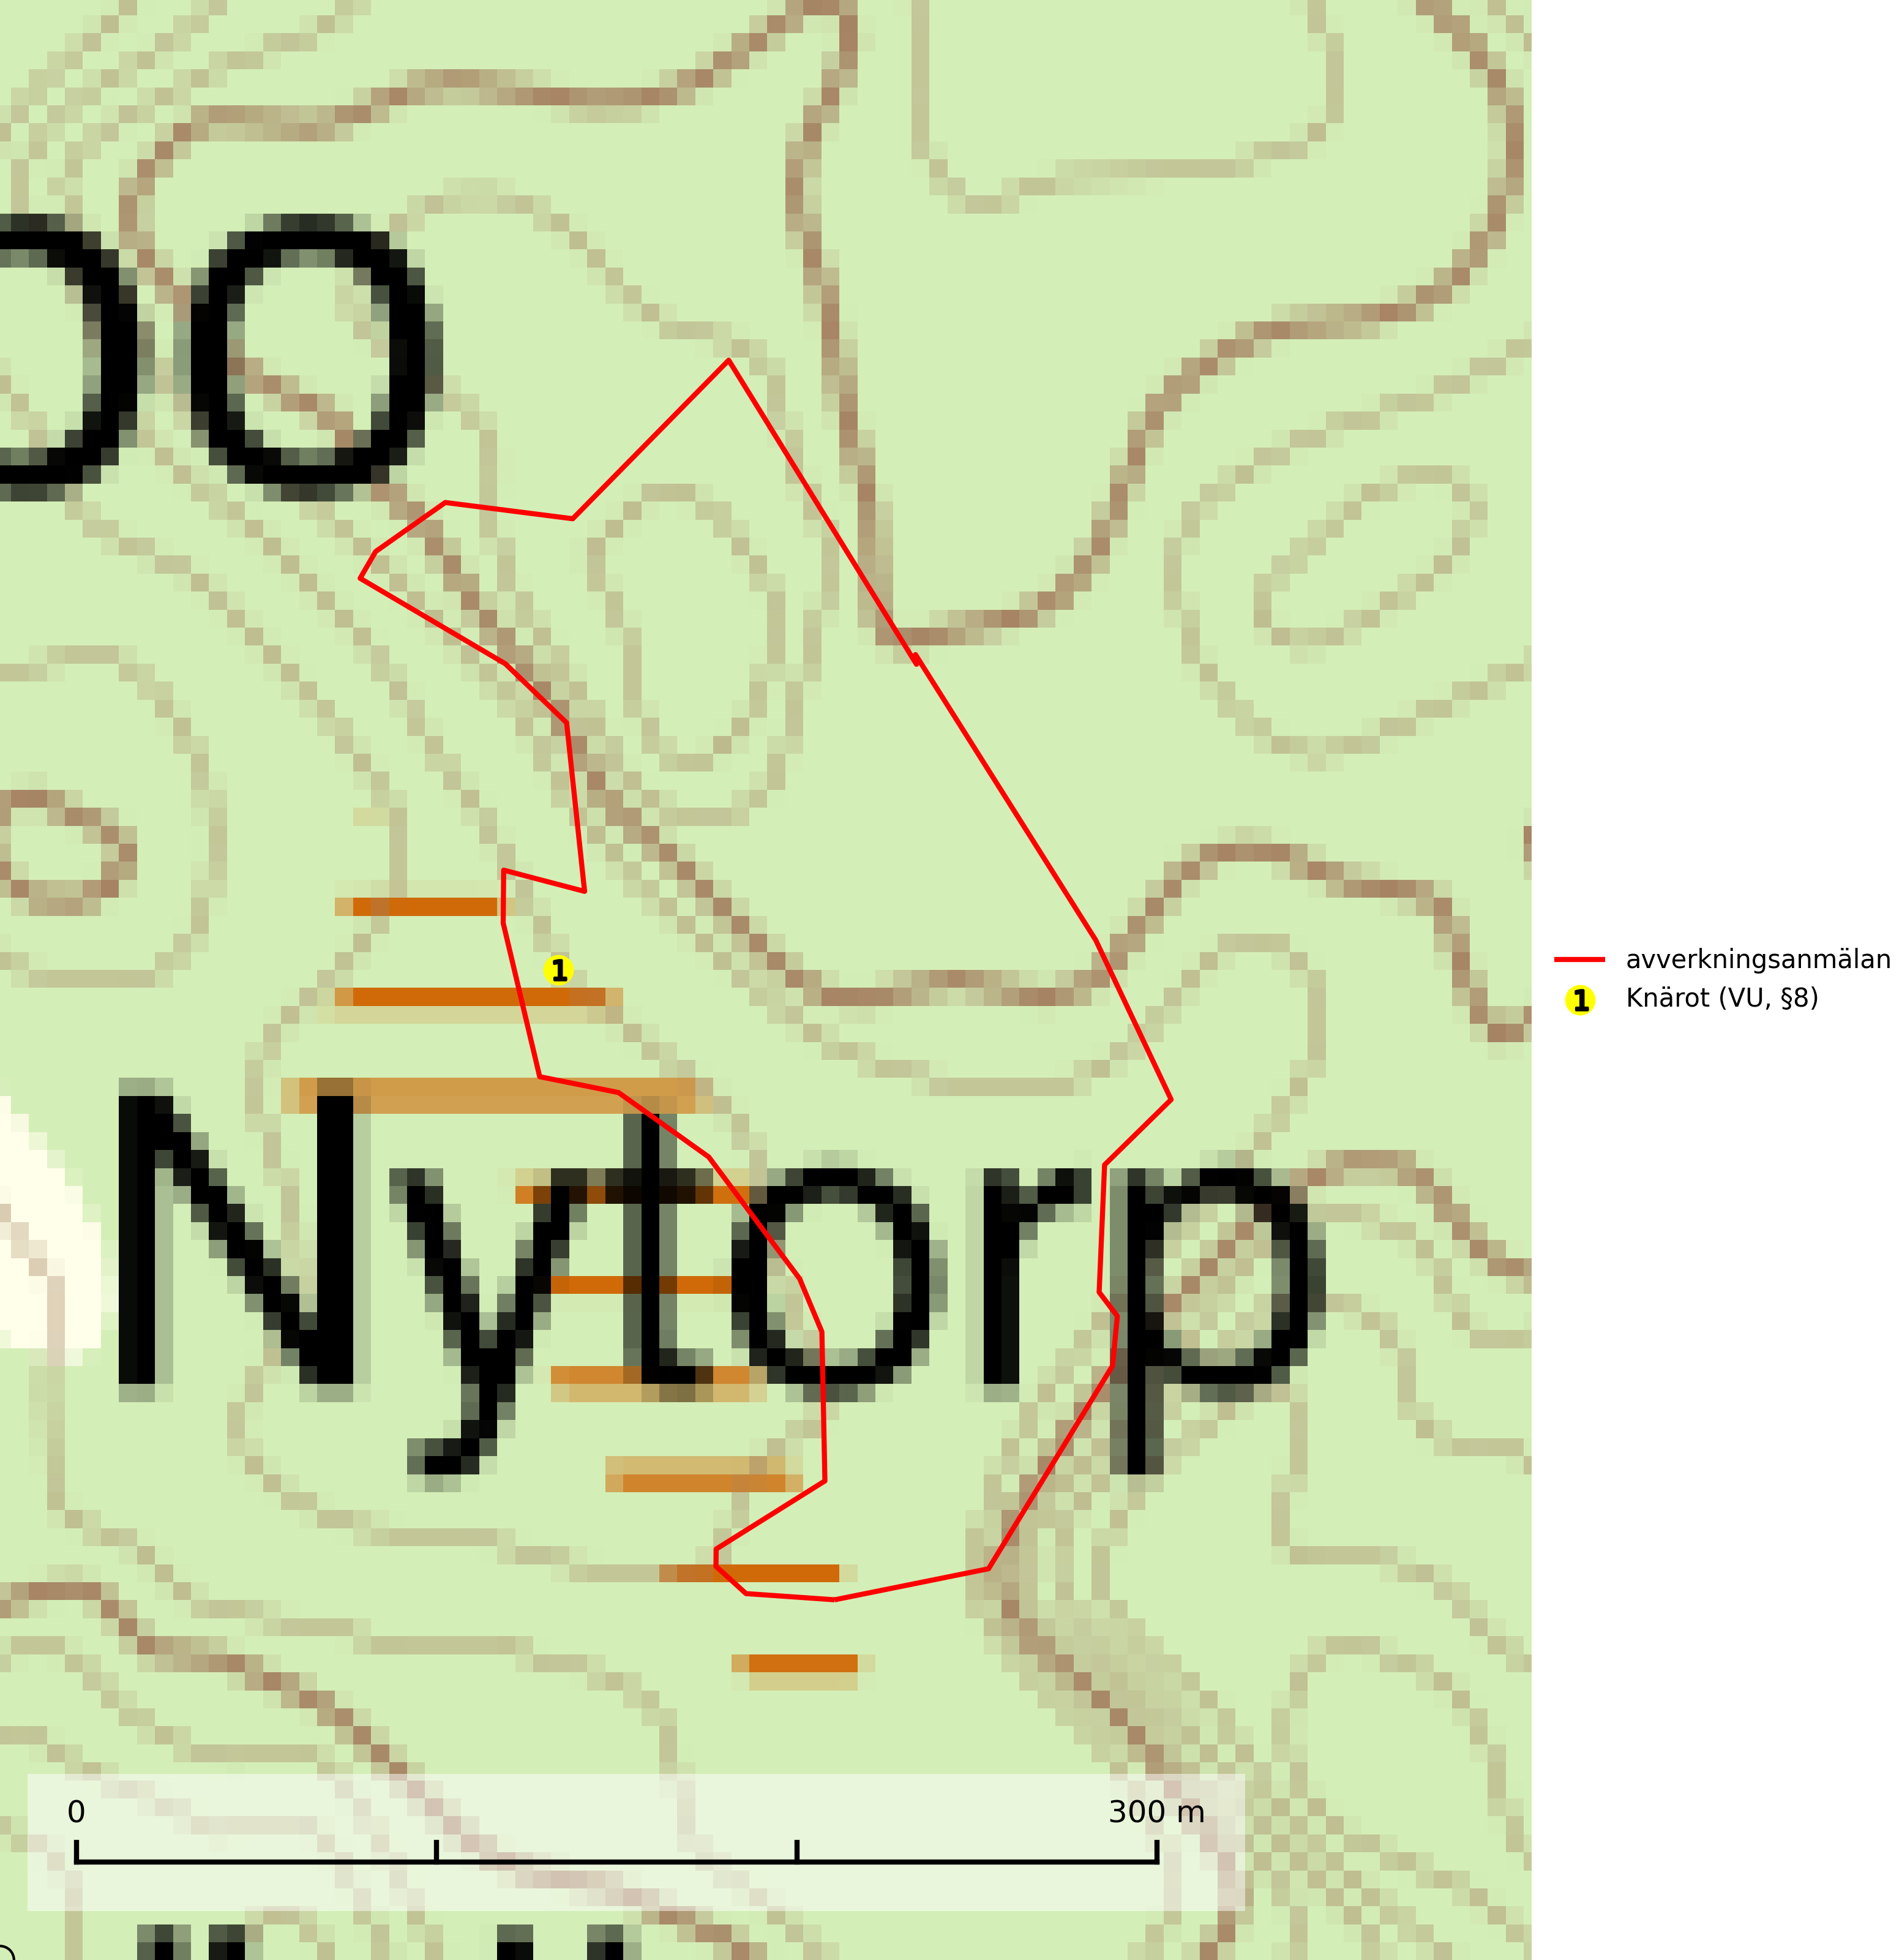 1
Nytorp
avverkningsanmälan
1 Knärot (VU, §8)
0 300 m